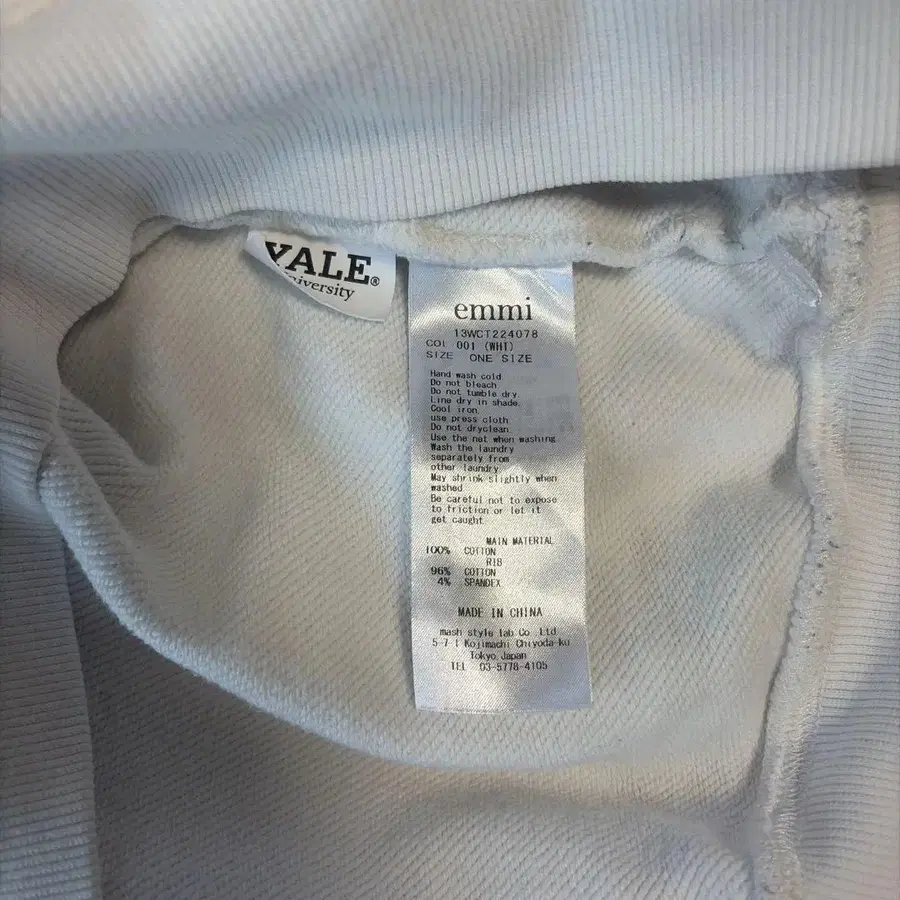 YALE®
University
emmi
13WCT224078
COL 001 (WHT)
SIZE ONE SIZE
Hand wash cold
Do not bleach
Do not tumble dry
Line dry in shade
Cool iron
use press cloth
Do not dryclean
Use the net when washing
Wash the laundry
separately from
other laundry
May shrink slightly when
washed
Be careful not to expose
to friction or let it
get caught
MAIN MATERIAL
100% COTTON
RIB
96% COTTON
4% SPANDEX
MADE IN CHINA
mash style lab Co Ltd
5-7-1 Kojimachi Chiyoda-ku
Tokyo Japan
TEL 03-5778-4105